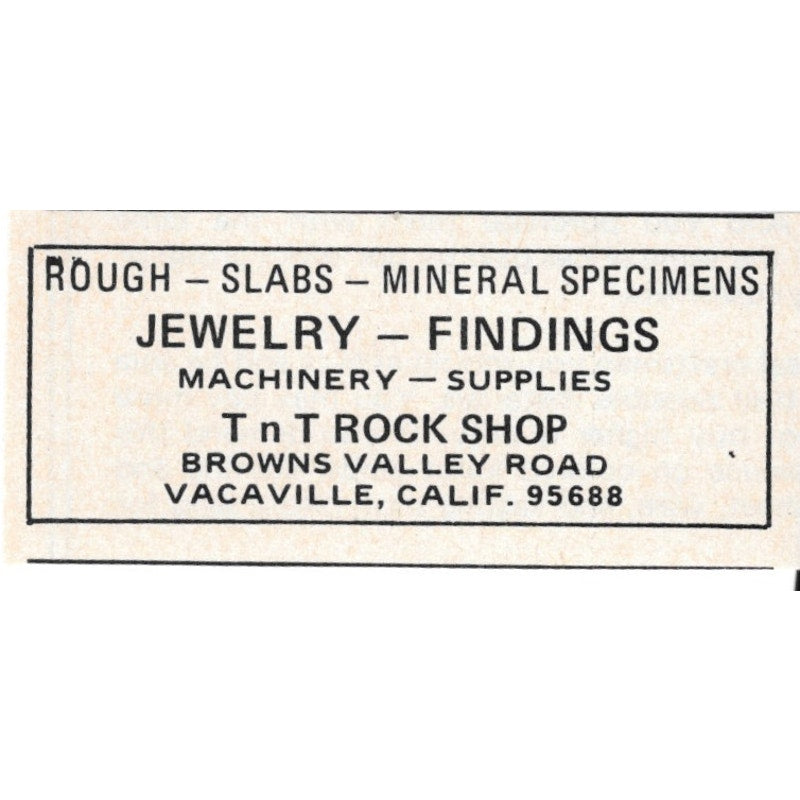 ROUGH – SLABS – MINERAL SPECIMENS
JEWELRY – FINDINGS
MACHINERY – SUPPLIES
T n T ROCK SHOP
BROWNS VALLEY ROAD
VACAVILLE, CALIF. 95688